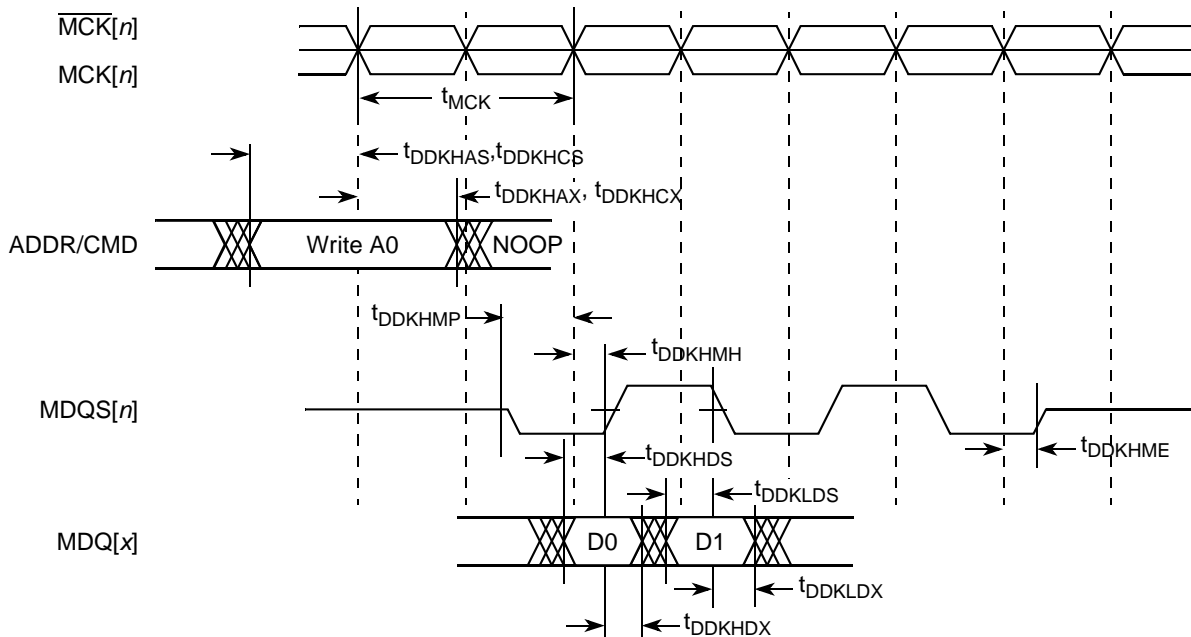 MCK[n]
MCK[n]
tMCK
tDDKHAS,tDDKHCS
tDDKHAX, tDDKHCX
ADDR/CMD Write A0 NOOP
tDDKHMP
tDDKHMH
MDQS[n]
tDDKHDS
tDDKHME
tDDKLDS
MDQ[x] D0 D1
tDDKLDX
tDDKHDX